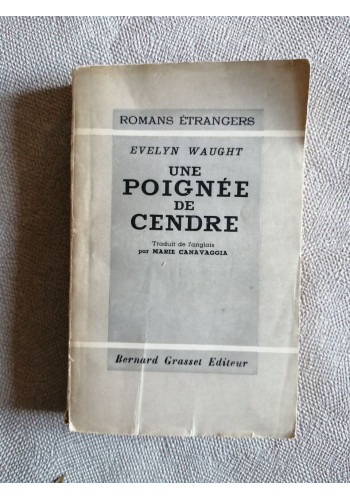 ROMANS ÉTRANGERS
EVELYN WAUGHT
UNE
POIGNÉE
DE
CENDRE
Traduit de l'anglais
par MARIE CANAVAGGIA
Bernard Grasset Editeur